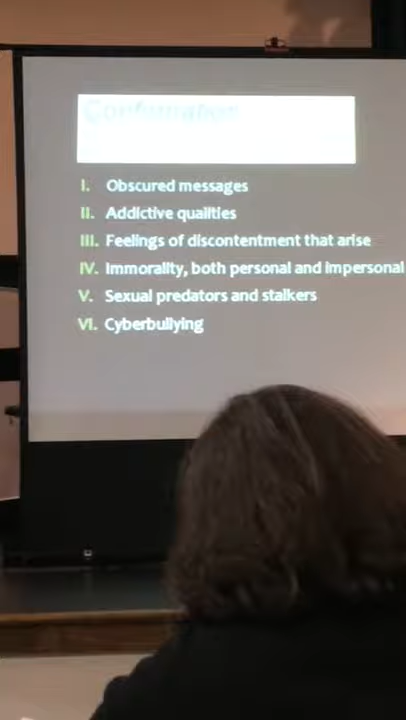 Confirmation
I. Obscured messages
II. Addictive qualities
III. Feelings of discontentment that arise
IV. Immorality, both personal and impersonal
V. Sexual predators and stalkers
VI. Cyberbullying